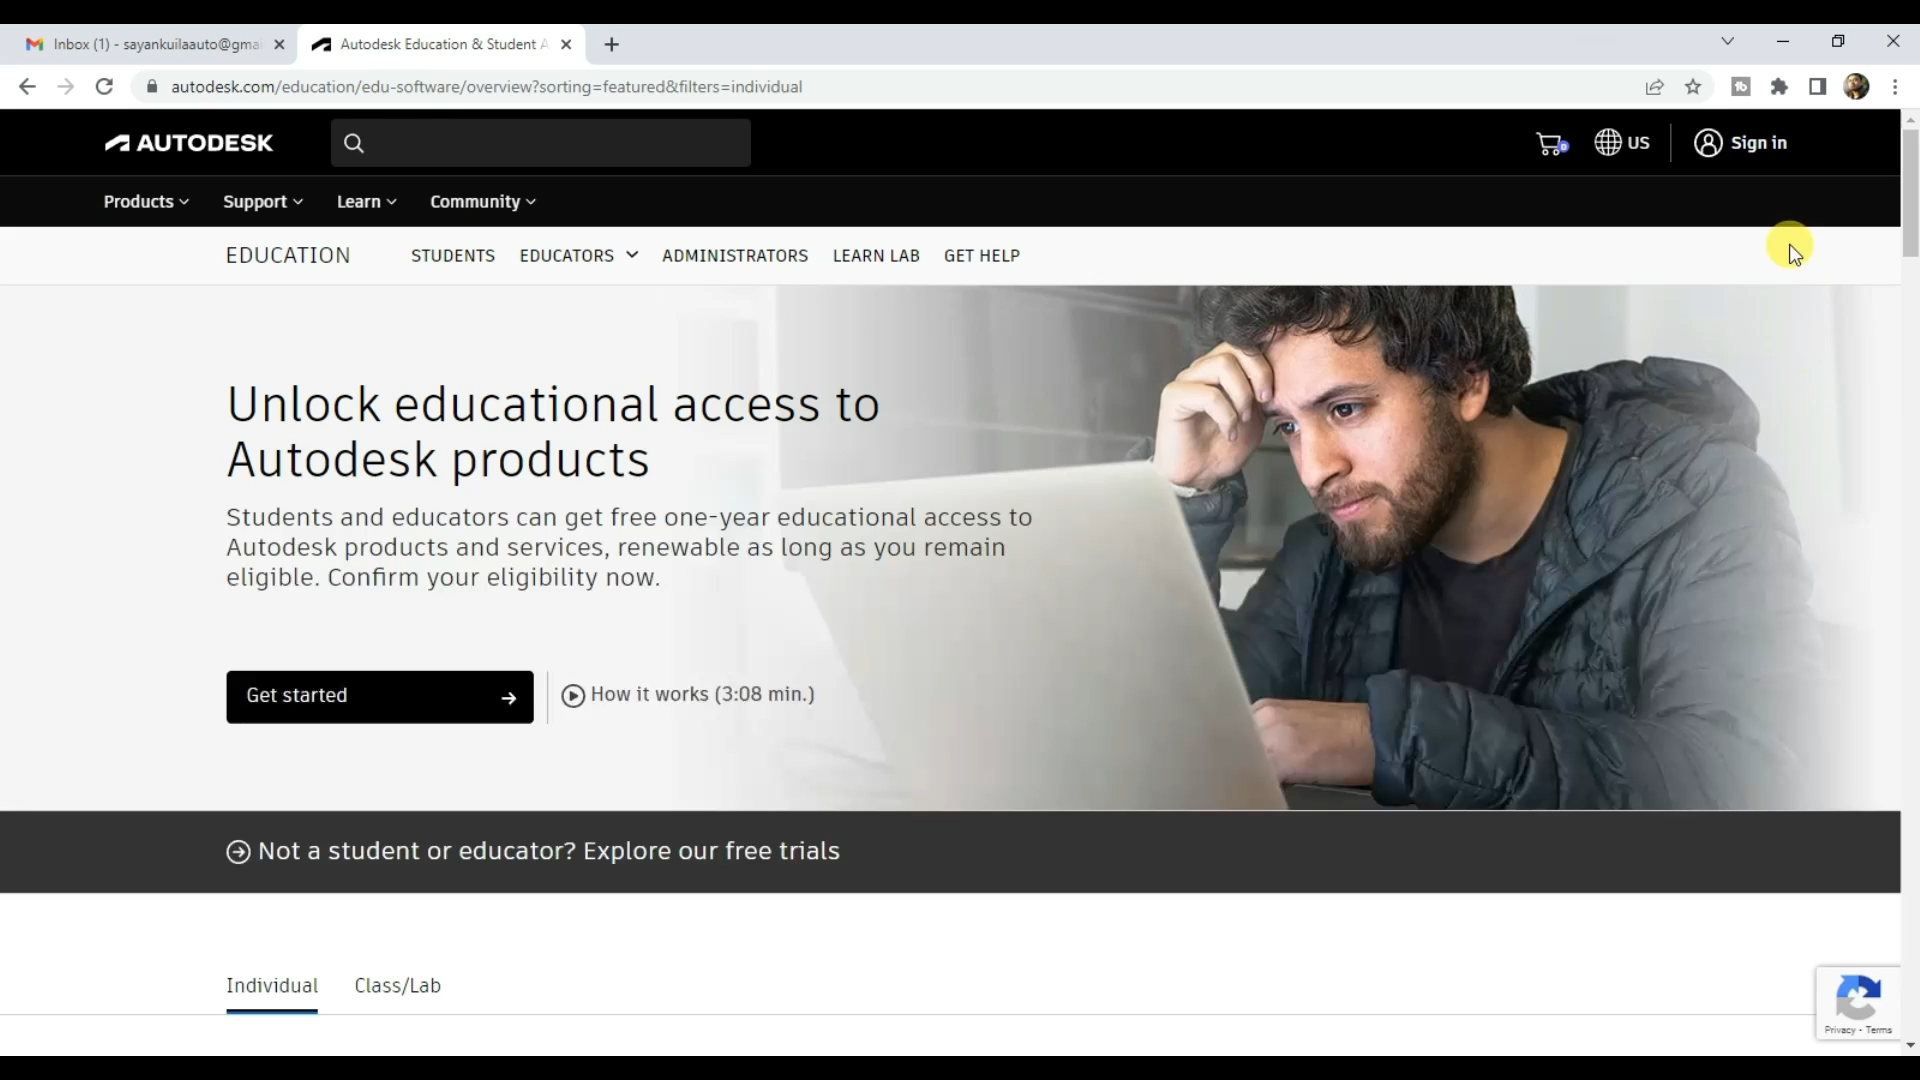 Inbox (1) - sayankuilaauto@gma
Autodesk Education & Student A
autodesk.com/education/edu-software/overview?sorting=featured&filters=individual
AUTODESK
0
US
Sign in
Products
Support
Learn
Community
EDUCATION
STUDENTS
EDUCATORS
ADMINISTRATORS
LEARN LAB
GET HELP
Unlock educational access to
Autodesk products
Students and educators can get free one-year educational access to
Autodesk products and services, renewable as long as you remain
eligible. Confirm your eligibility now.
Get started
How it works (3:08 min.)
Not a student or educator? Explore our free trials
Individual
Class/Lab
Privacy - Terms